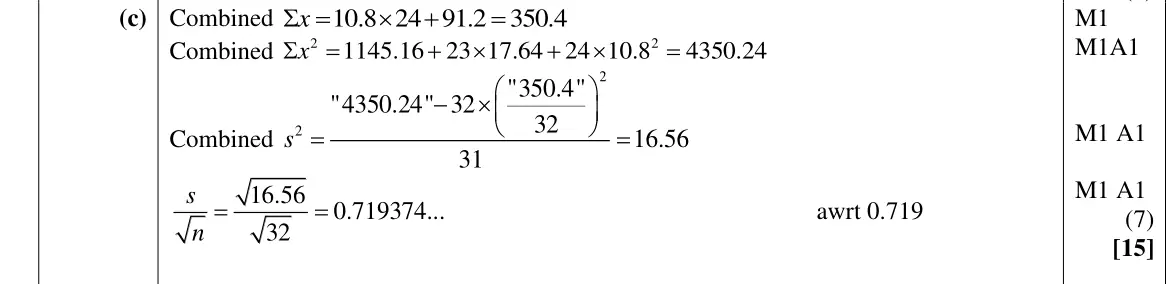 (c) Combined Σx = 10.8 × 24 + 91.2 = 350.4 M1
Combined Σx² = 1145.16 + 23 × 17.64 + 24 × 10.8² = 4350.24 M1A1
Combined s² = ("4350.24" − 32 × ("350.4"/32)²)/31 = 16.56 M1 A1
s/√n = √16.56/√32 = 0.719374... awrt 0.719 M1 A1
(7)
[15]